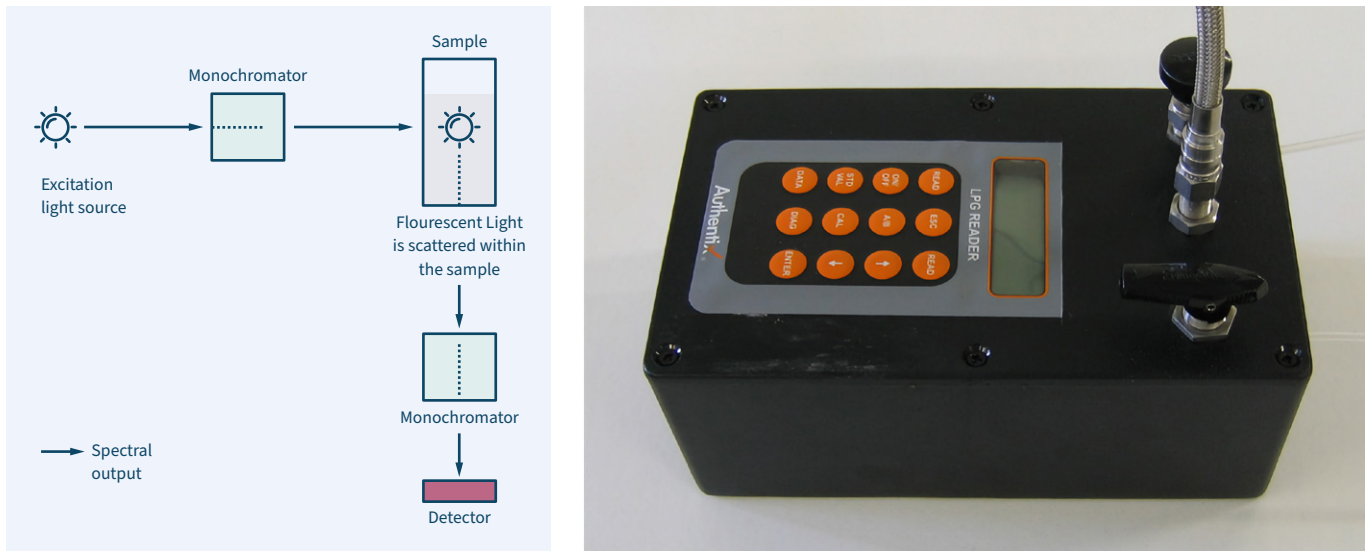 Sample
Monochromator
Excitation
light source
Flourescent Light
is scattered within
the sample
Monochromator
Spectral
output
Detector
LPG READER
READ
ON/
OFF
STD
VAL
DATA
ESC
A/B
CAL
DIAG
READ
↑
↓
ENTER
Authentix